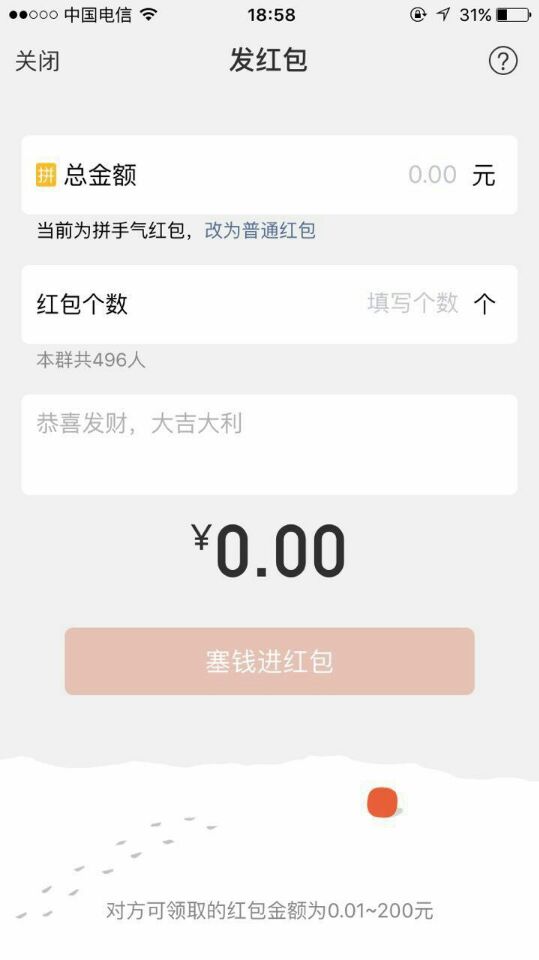 中国电信 18:58 31%
关闭 发红包 ?
拼 总金额 0.00 元
当前为拼手气红包，改为普通红包
红包个数 填写个数 个
本群共496人
恭喜发财，大吉大利
¥0.00
塞钱进红包
对方可领取的红包金额为0.01~200元